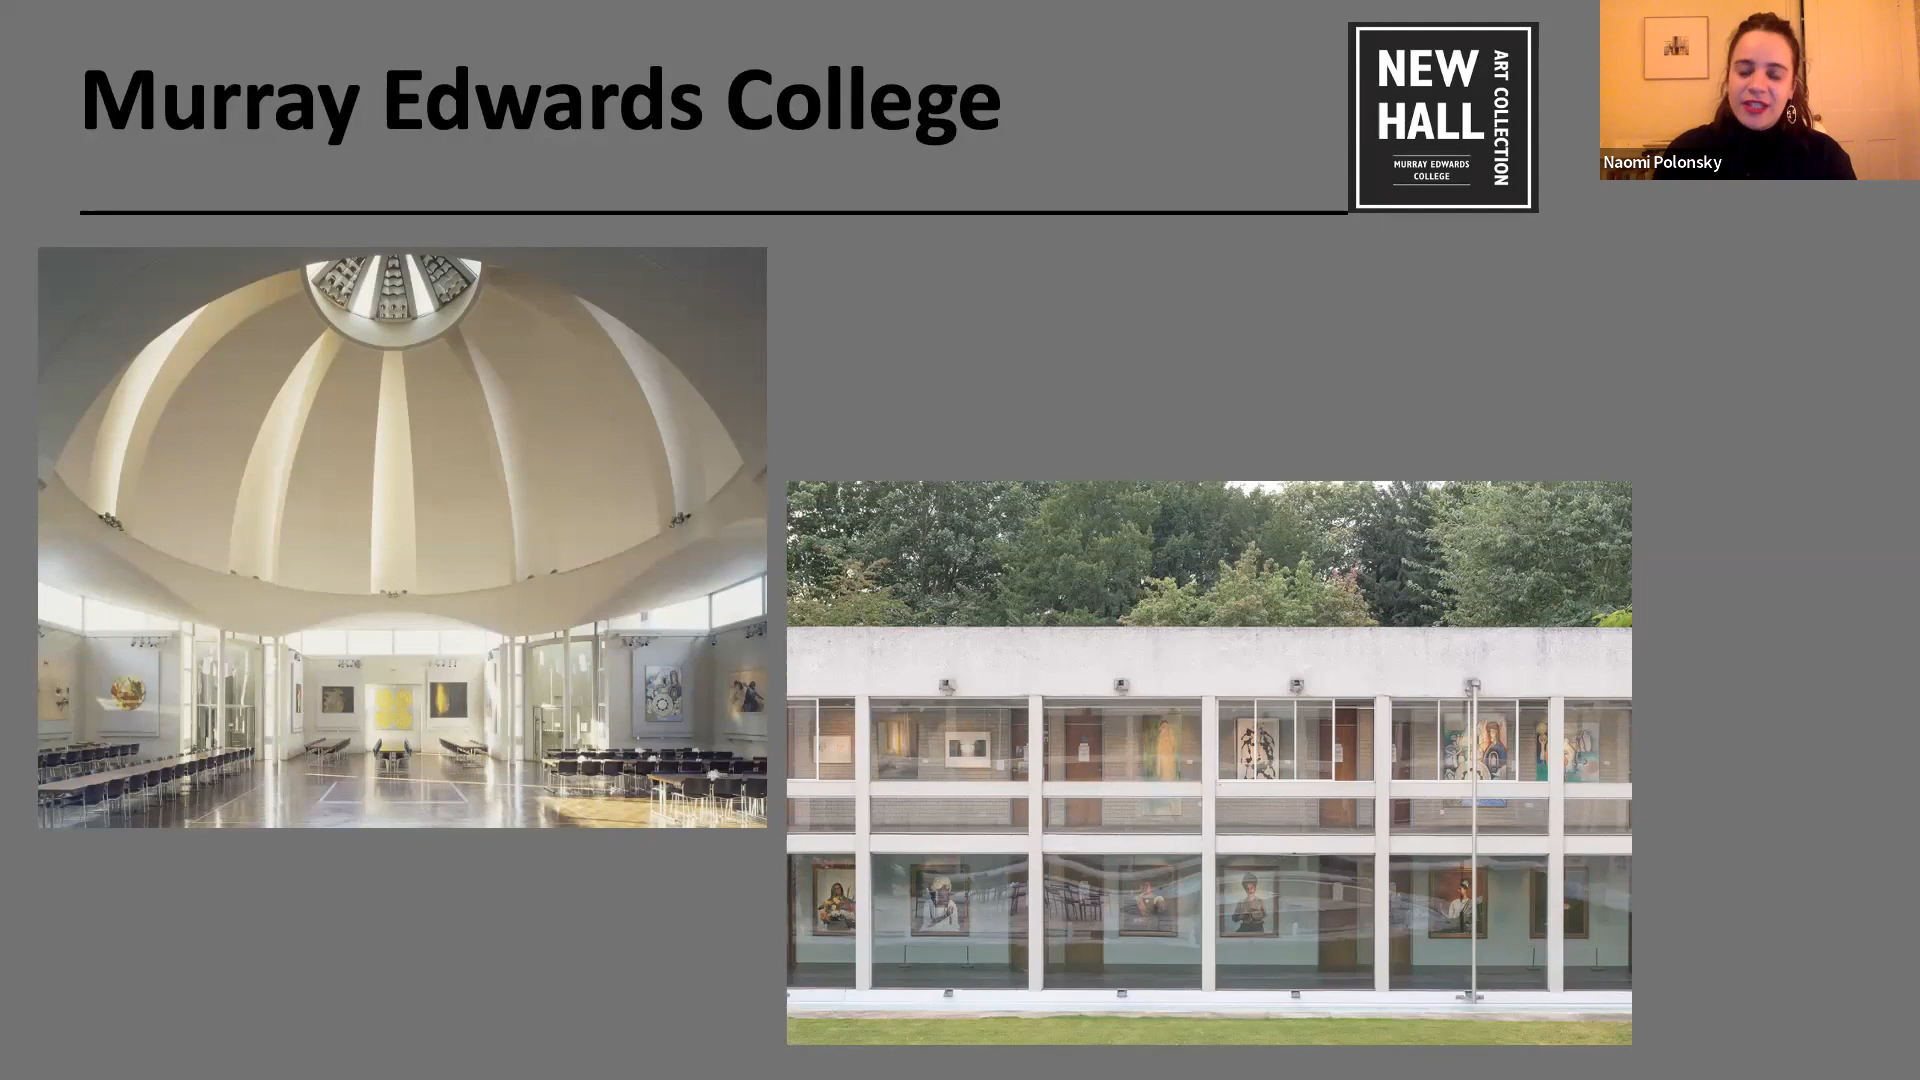 Murray Edwards College
NEW
HALL
ART COLLECTION
MURRAY EDWARDS
COLLEGE
Naomi Polonsky